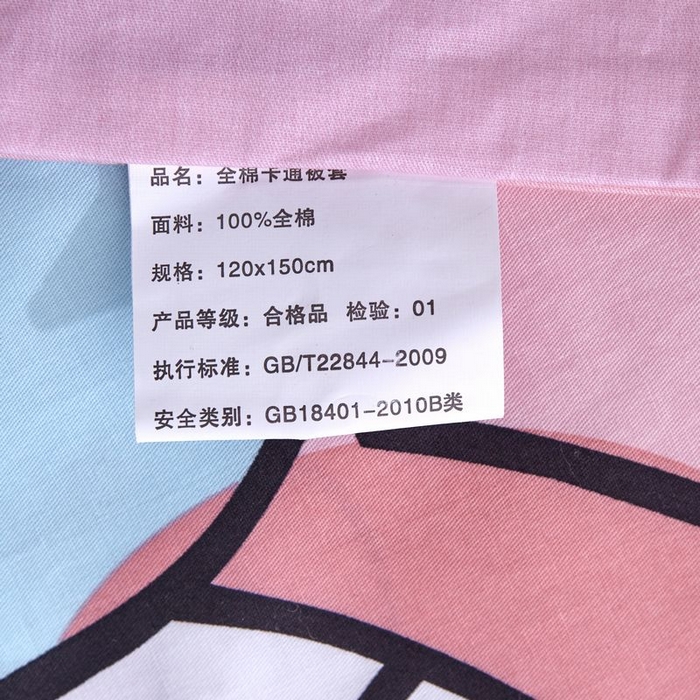 品名：全棉卡通被套
面料：100%全棉
规格：120x150cm
产品等级：合格品 检验：01
执行标准：GB/T22844-2009
安全类别：GB18401-2010B类